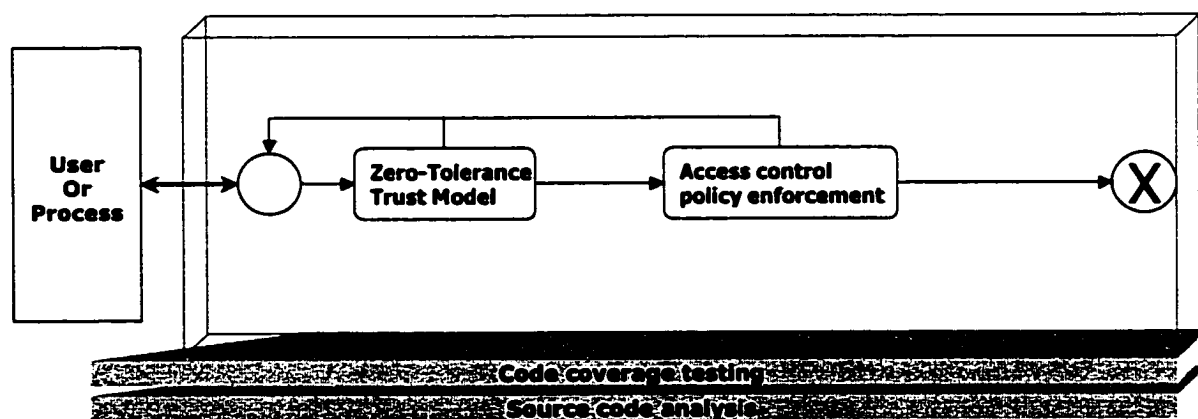 User
Or
Process
Zero-Tolerance
Trust Model
Access control
policy enforcement
X
Code coverage testing
Source code analysis